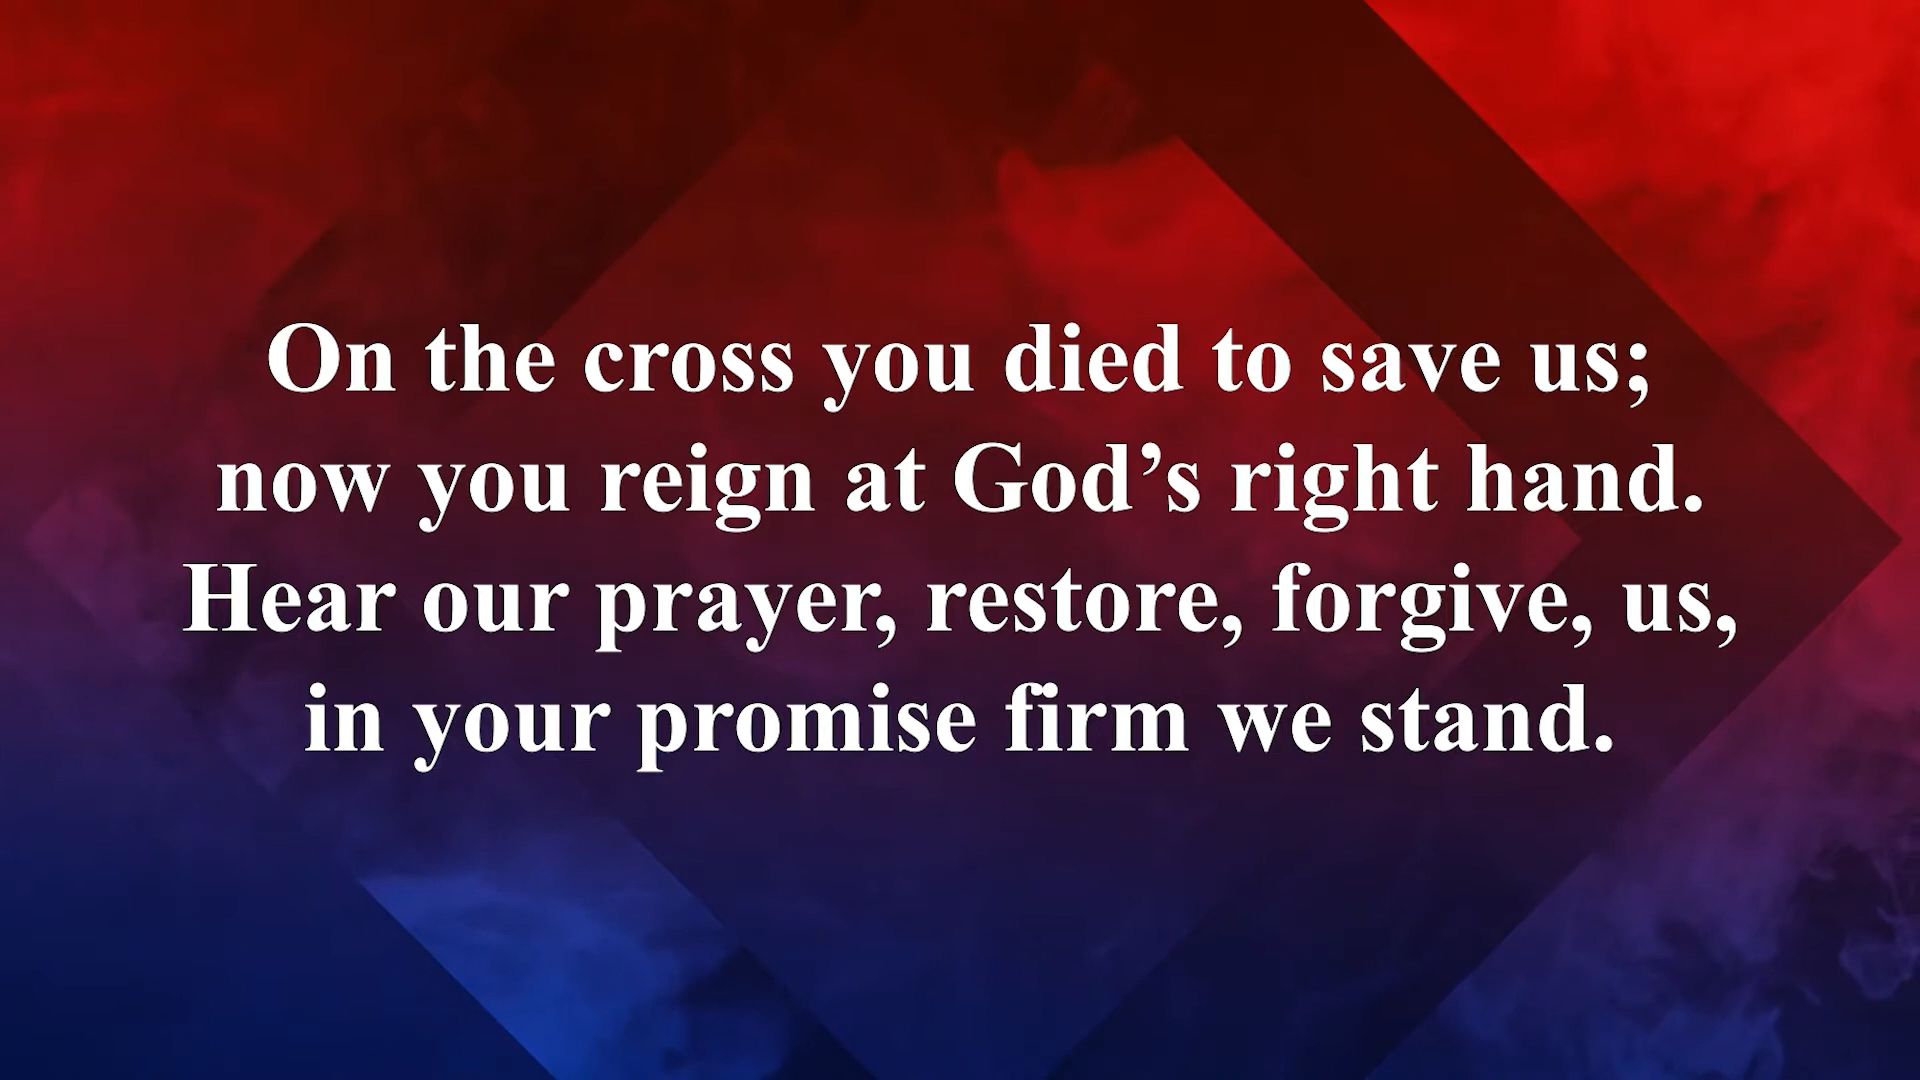 On the cross you died to save us;
now you reign at God’s right hand.
Hear our prayer, restore, forgive, us,
in your promise firm we stand.